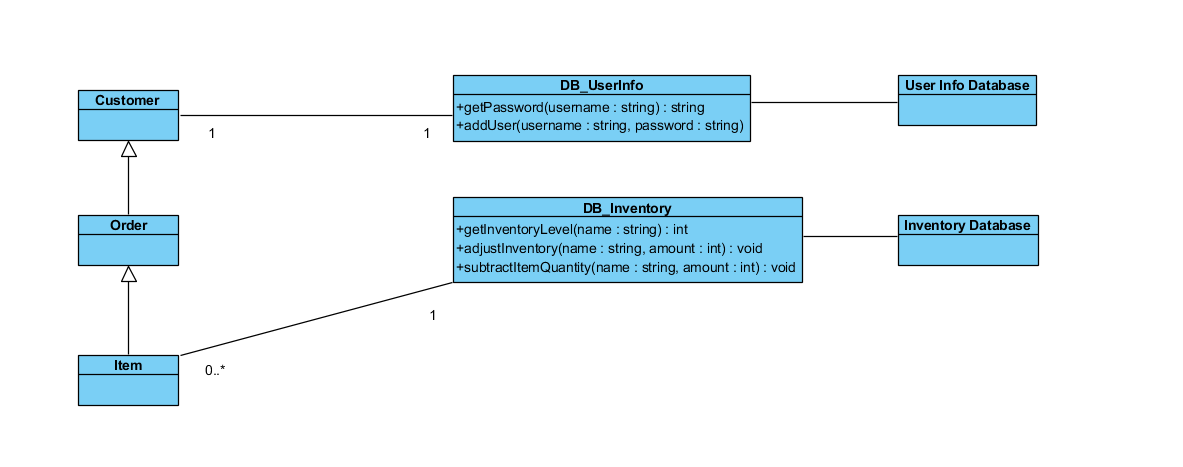 Customer
1
1
DB_UserInfo
+getPassword(username : string) : string
+addUser(username : string, password : string)
User Info Database
Order
DB_Inventory
+getInventoryLevel(name : string) : int
+adjustInventory(name : string, amount : int) : void
+subtractItemQuantity(name : string, amount : int) : void
Inventory Database
1
Item
0..*